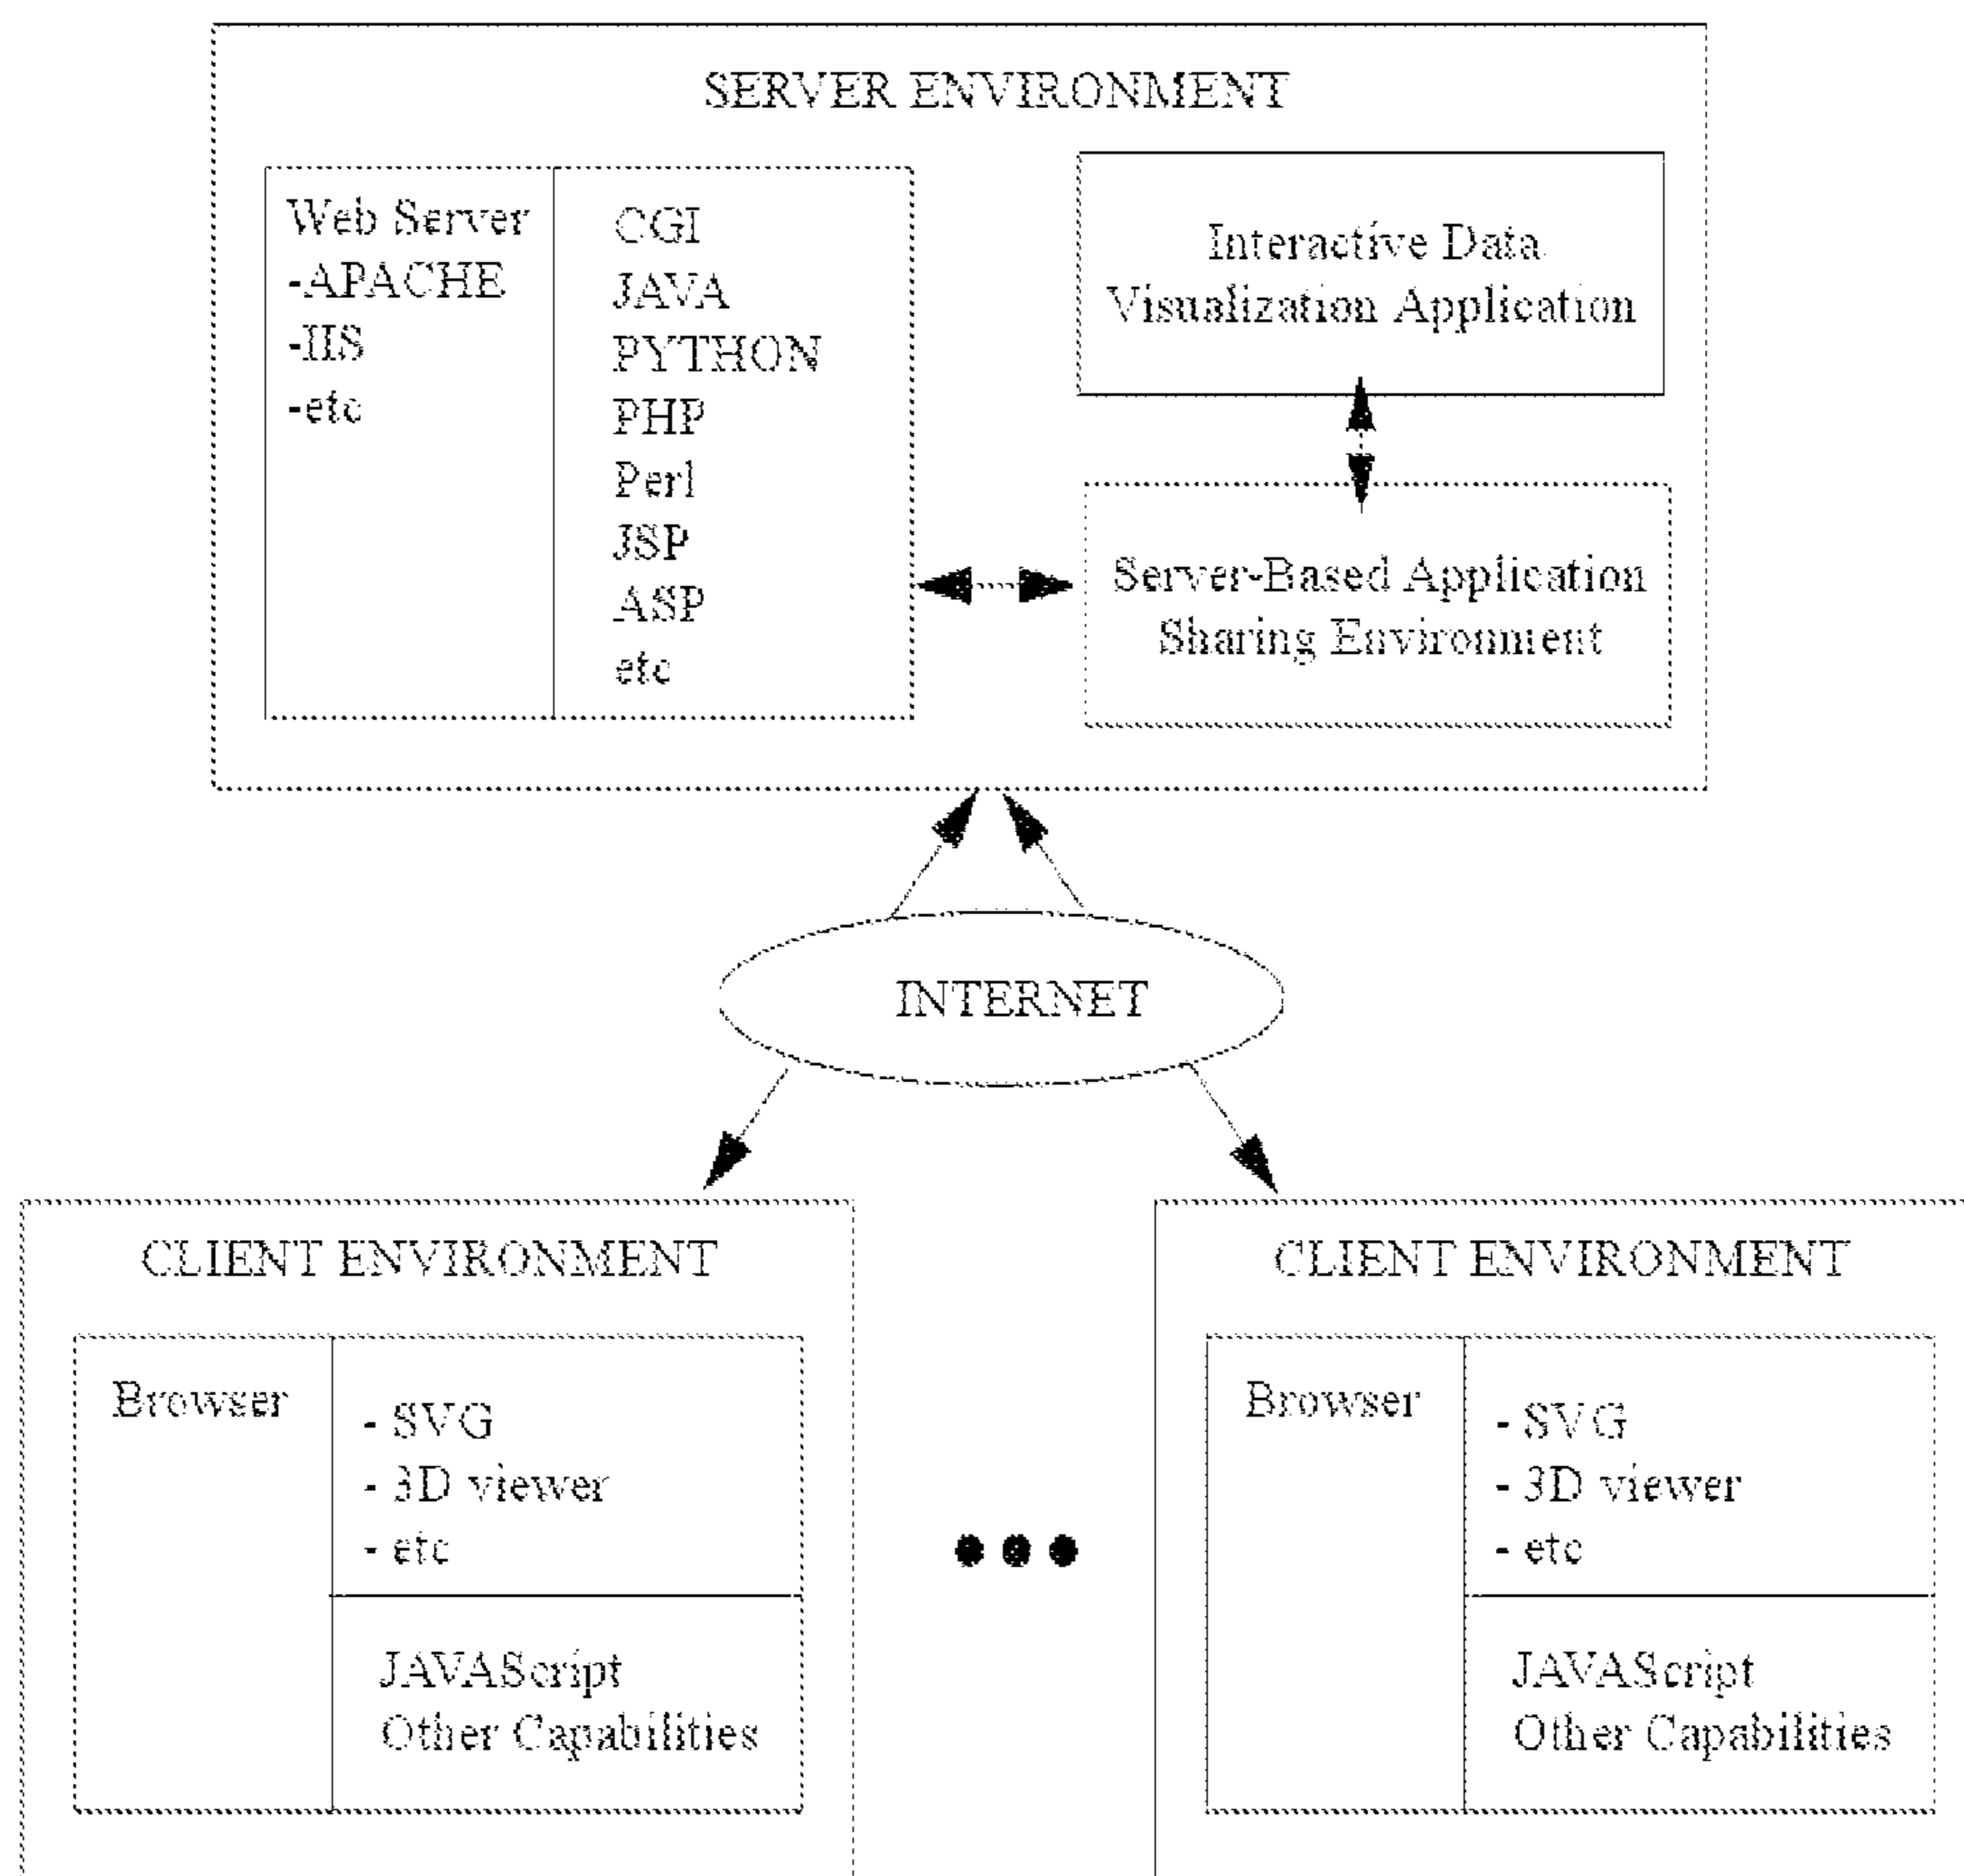 SERVER ENVIRONMENT
Web Server
-APACHE
-IIS
-etc
CGI
JAVA
PYTHON
PHP
Perl
JSP
ASP
etc
Interactive Data
Visualization Application
Server-Based Application
Sharing Environment
INTERNET
CLIENT ENVIRONMENT
Browser
- SVG
- 3D viewer
- etc
JAVAScript
Other Capabilities
CLIENT ENVIRONMENT
Browser
- SVG
- 3D viewer
- etc
JAVAScript
Other Capabilities